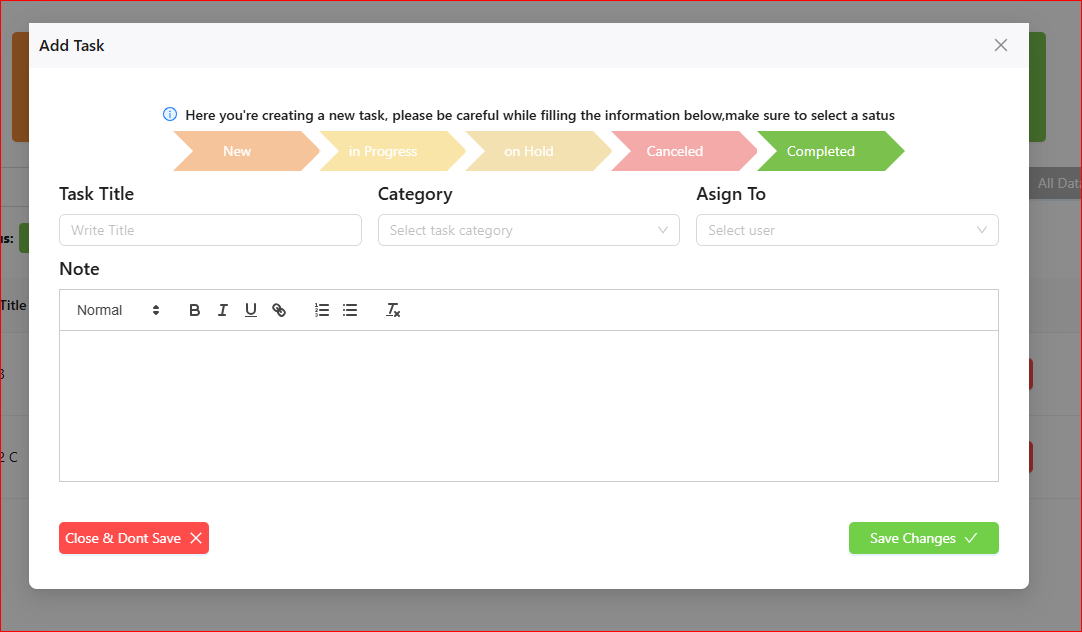 Add Task
Here you're creating a new task, please be careful while filling the information below,make sure to select a satus
New in Progress on Hold Canceled Completed
Task Title Category Asign To
Write Title Select task category Select user
All Dat
us:
Note
Title
Normal B I U
3
2 C
Close & Dont Save Save Changes